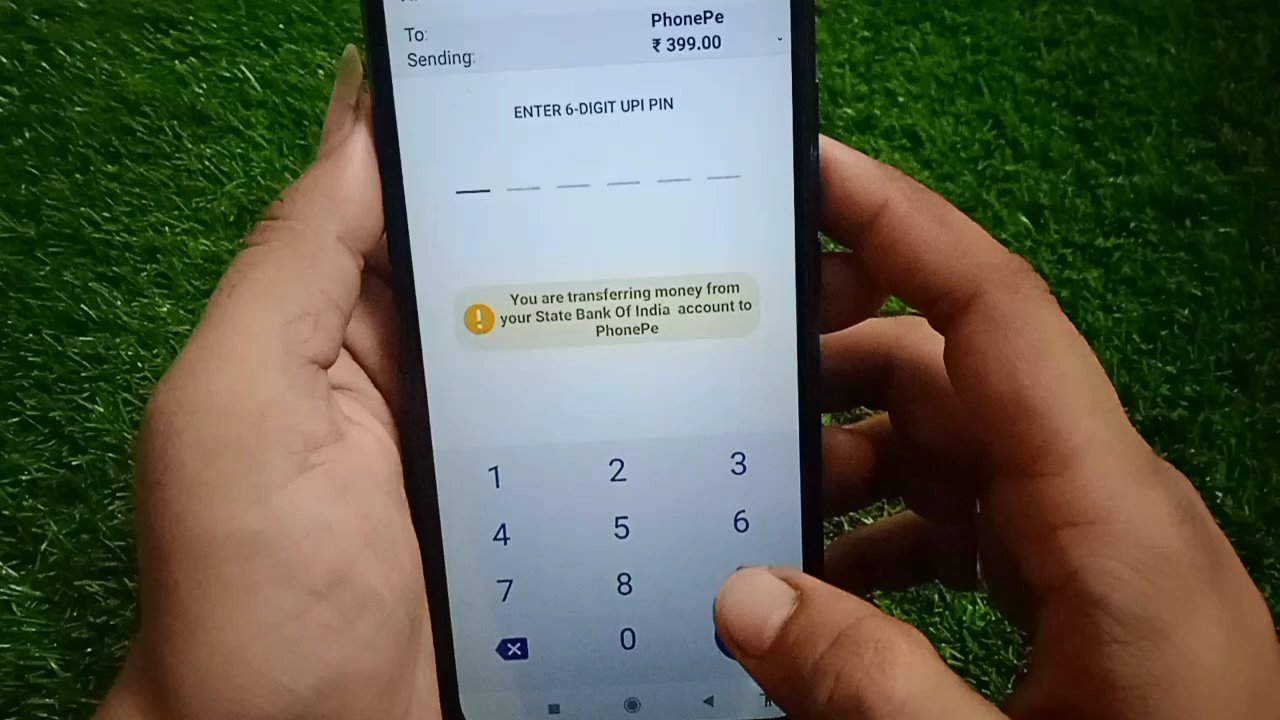 To:
PhonePe
Sending:
₹ 399.00
ENTER 6-DIGIT UPI PIN
You are transferring money from
your State Bank Of India account to
PhonePe
1 2 3
4 5 6
7 8
0